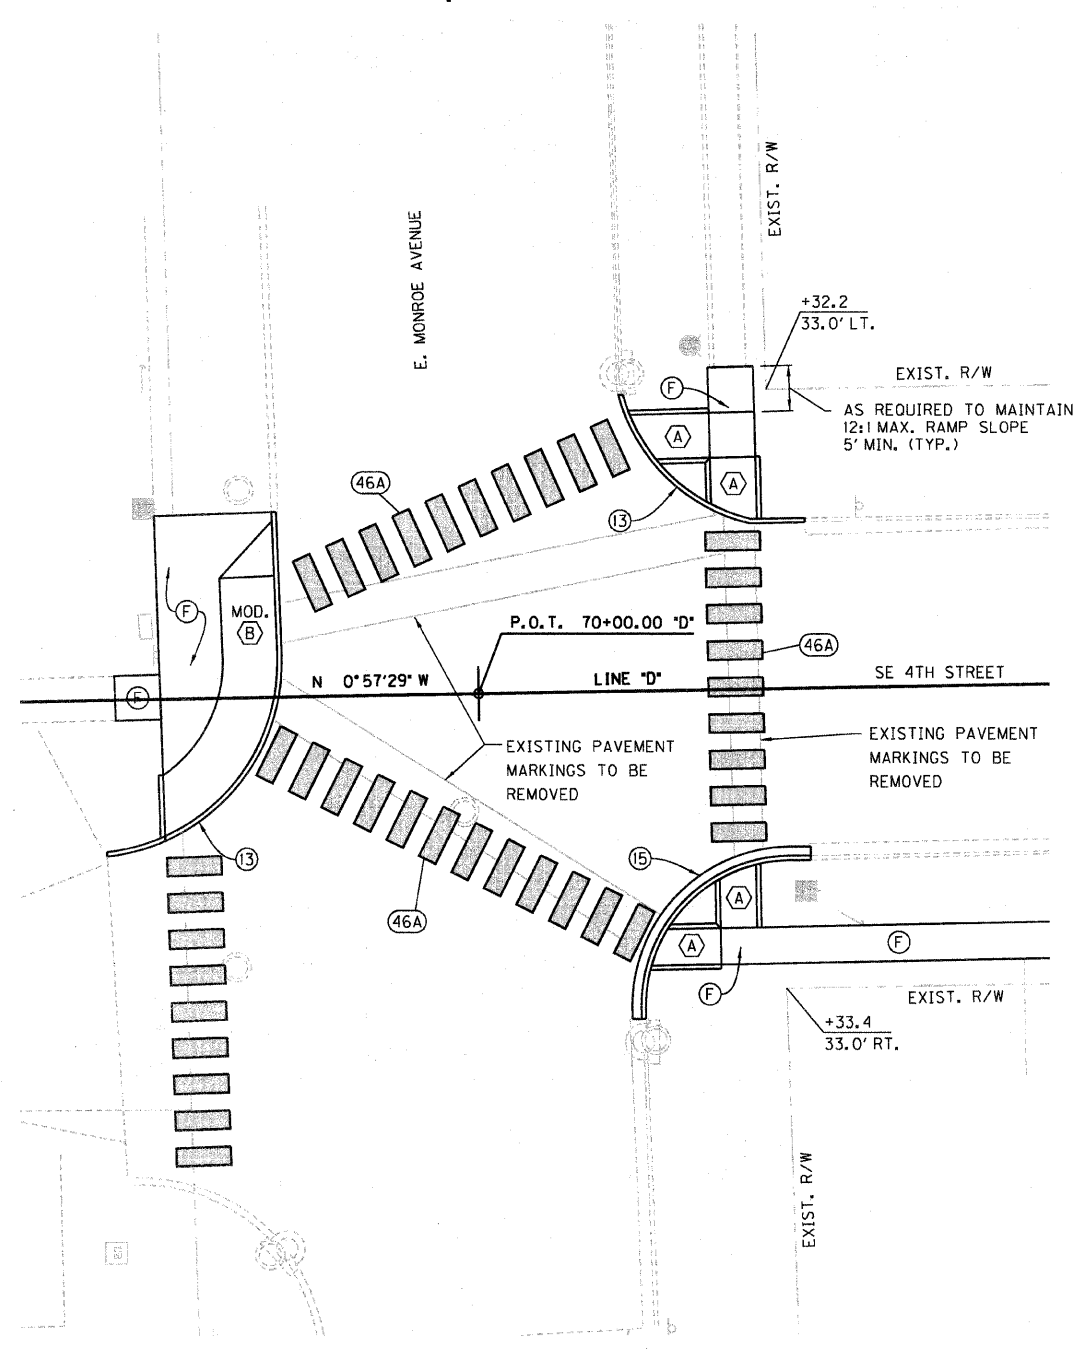 EXIST. R/W
E. MONROE AVENUE
+32.2
33.0' LT.
EXIST. R/W
F
AS REQUIRED TO MAINTAIN
12:1 MAX. RAMP SLOPE
5' MIN. (TYP.)
A
46A
A
13
MOD.
F
B
P.O.T. 70+00.00 "D"
46A
N 0°57'29" W
LINE "D"
SE 4TH STREET
F
EXISTING PAVEMENT
MARKINGS TO BE
REMOVED
EXISTING PAVEMENT
MARKINGS TO BE
REMOVED
13
15
A
46A
A
F
F
EXIST. R/W
+33.4
33.0' RT.
EXIST. R/W